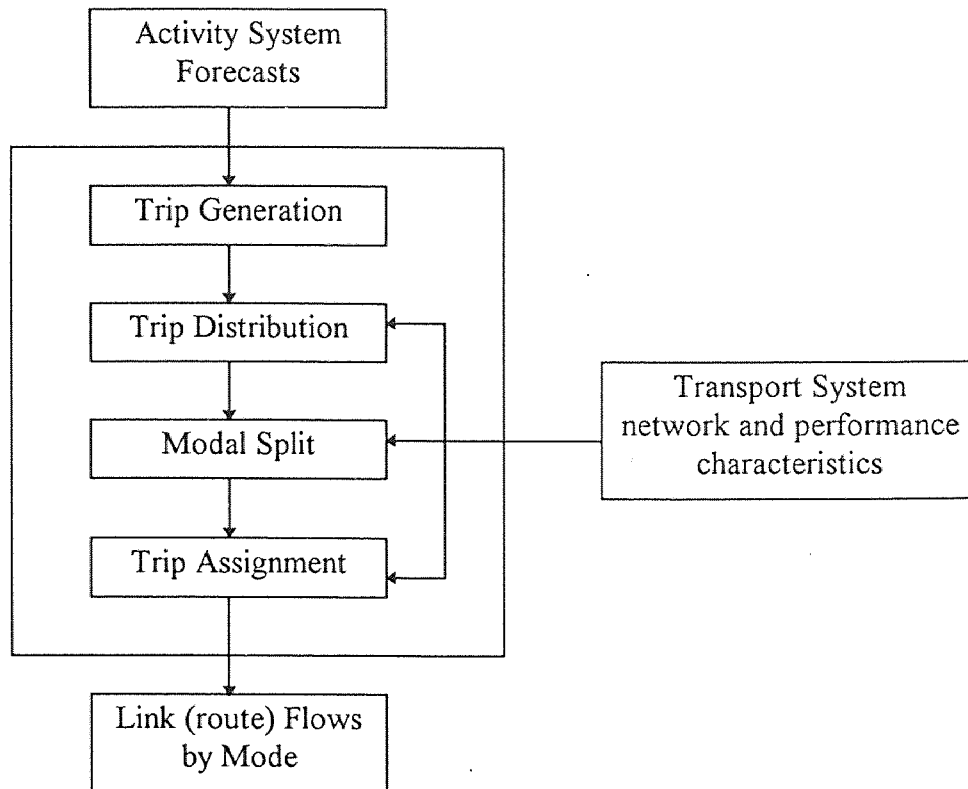 Activity System
Forecasts
Trip Generation
Trip Distribution
Modal Split
Trip Assignment
Transport System
network and performance
characteristics
Link (route) Flows
by Mode